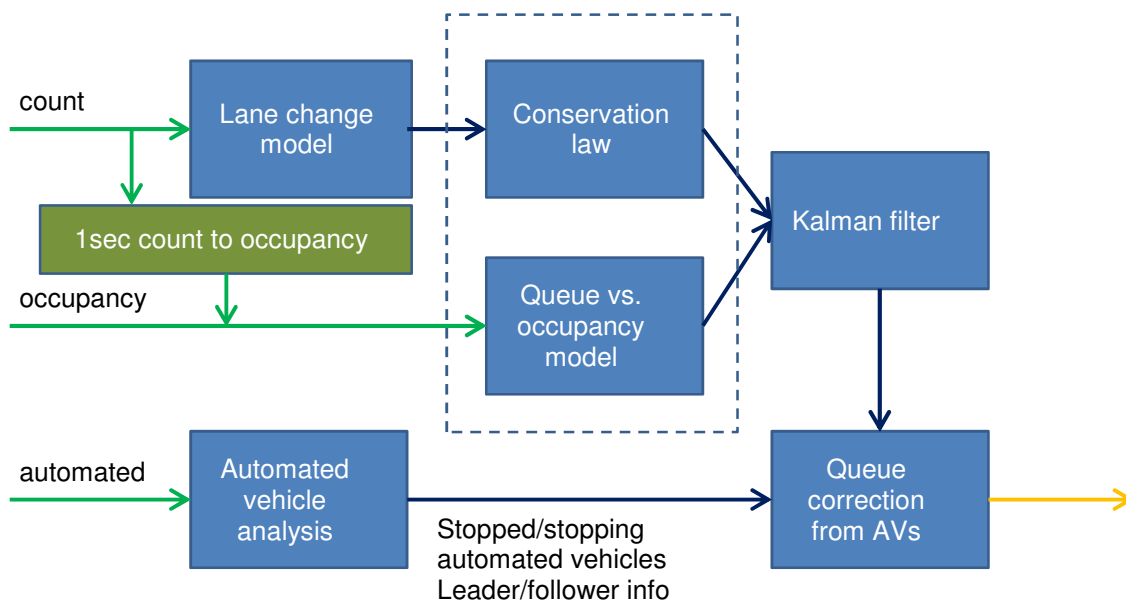 count
Lane change
model
Conservation
law
Kalman filter
1sec count to occupancy
occupancy
Queue vs.
occupancy
model
automated
Automated
vehicle
analysis
Stopped/stopping
automated vehicles
Leader/follower info
Queue
correction
from AVs